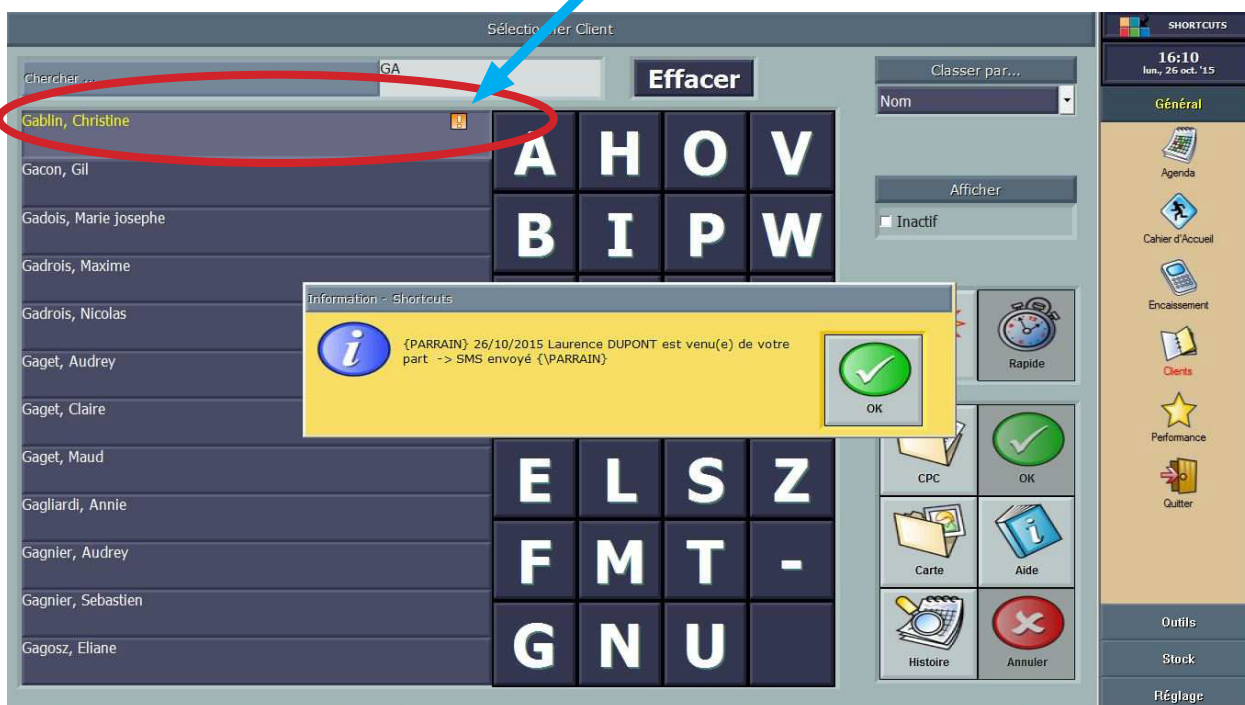 Sélectionner Client
Chercher ...
GA
Effacer
Gablin, Christine
Gacon, Gil
Gadois, Marie josephe
Gadrois, Maxime
Gadrois, Nicolas
Gaget, Audrey
Gaget, Claire
Gaget, Maud
Gagliardi, Annie
Gagnier, Audrey
Gagnier, Sebastien
Gagosz, Eliane
A H O V
B I P W
E L S Z
F M T -
G N U
Information - Shortcuts
{PARRAIN} 26/10/2015 Laurence DUPONT est venu(e) de votre
part -> SMS envoyé {\PARRAIN}
OK
Classer par...
Nom
Afficher
Inactif
Rapide
CPC
OK
Carte
Aide
Histoire
Annuler
SHORTCUTS
16:10
lun., 26 oct. '15
Général
Agenda
Cahier d'Accueil
Encaissement
Clients
Performance
Quitter
Outils
Stock
Réglage